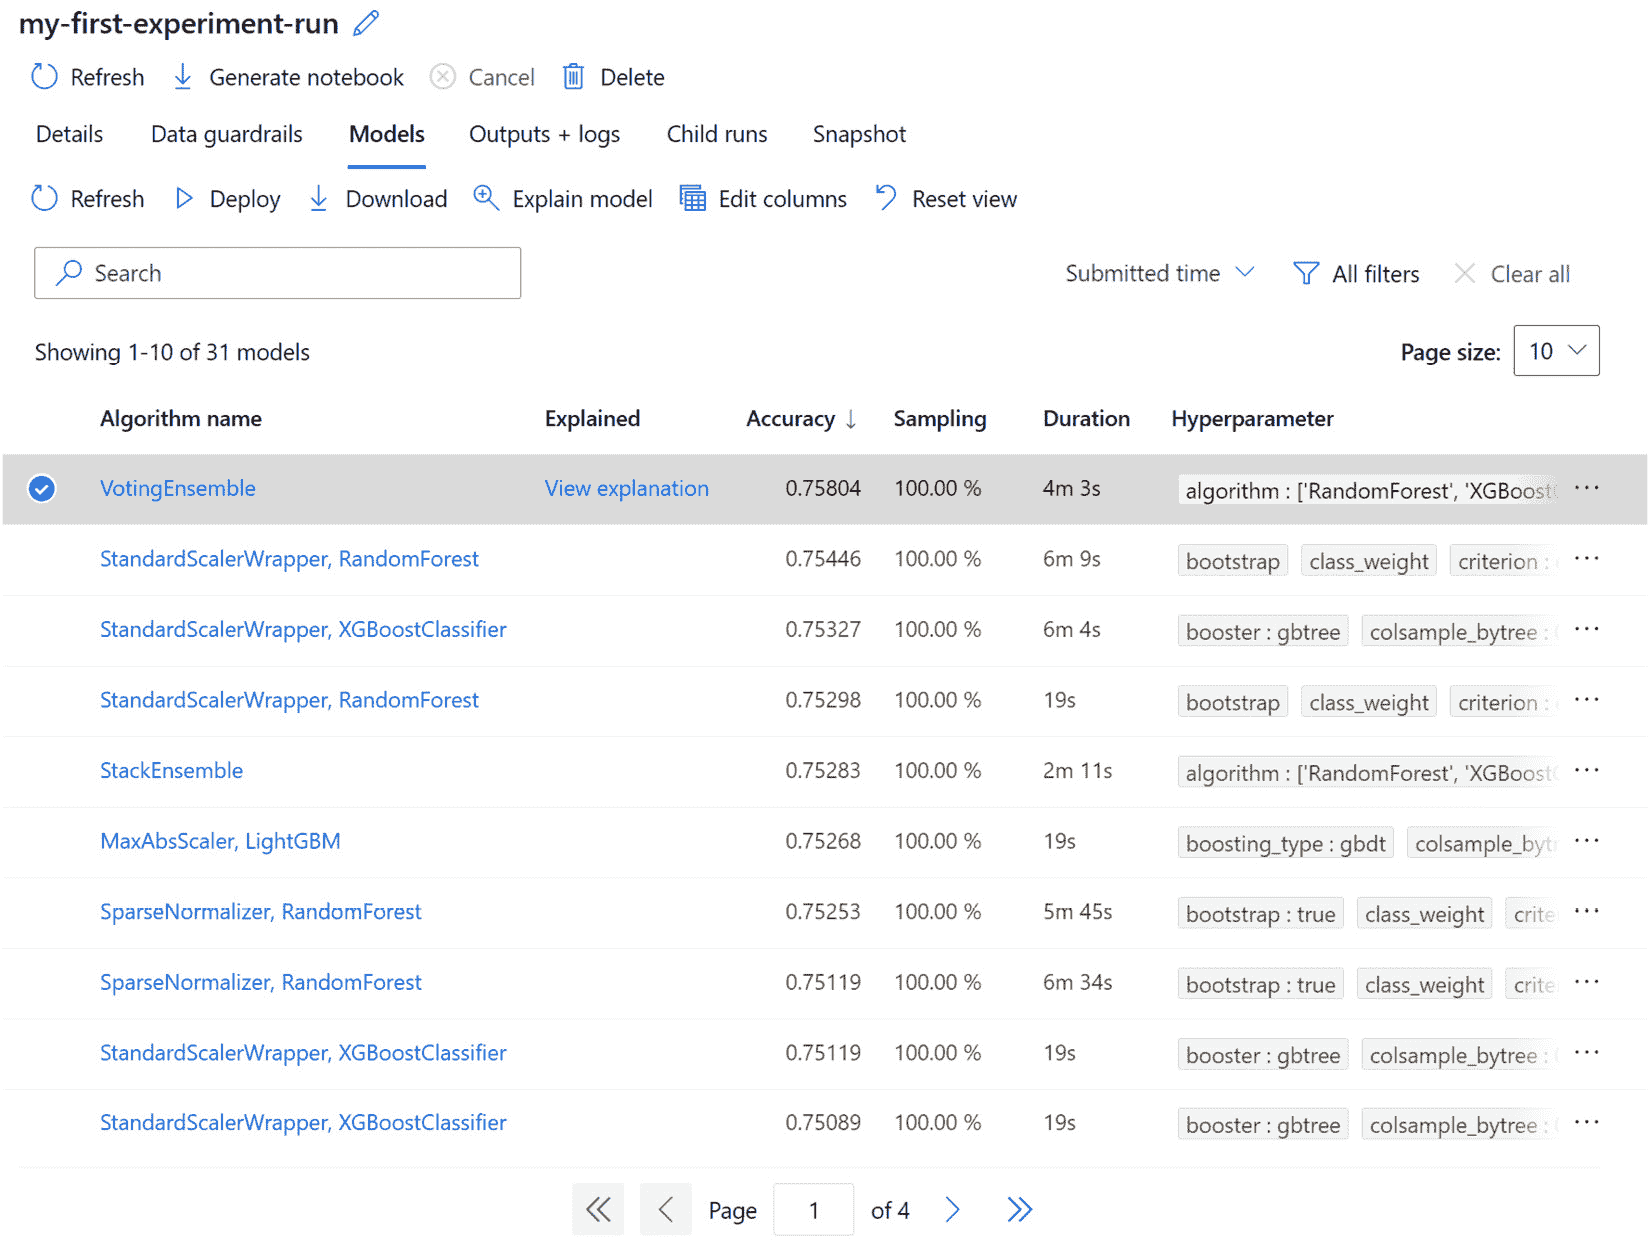 my-first-experiment-run
Refresh Generate notebook Cancel Delete
Details Data guardrails Models Outputs + logs Child runs Snapshot
Refresh Deploy Download Explain model Edit columns Reset view
Search Submitted time All filters Clear all
Showing 1-10 of 31 models Page size: 10
Algorithm name Explained Accuracy ↓ Sampling Duration Hyperparameter
VotingEnsemble View explanation 0.75804 100.00 % 4m 3s algorithm : ['RandomForest', 'XGBoost ...
StandardScalerWrapper, RandomForest 0.75446 100.00 % 6m 9s bootstrap class_weight criterion : ...
StandardScalerWrapper, XGBoostClassifier 0.75327 100.00 % 6m 4s booster : gbtree colsample_bytree : ...
StandardScalerWrapper, RandomForest 0.75298 100.00 % 19s bootstrap class_weight criterion : ...
StackEnsemble 0.75283 100.00 % 2m 11s algorithm : ['RandomForest', 'XGBoost ...
MaxAbsScaler, LightGBM 0.75268 100.00 % 19s boosting_type : gbdt colsample_byt ...
SparseNormalizer, RandomForest 0.75253 100.00 % 5m 45s bootstrap : true class_weight crite ...
SparseNormalizer, RandomForest 0.75119 100.00 % 6m 34s bootstrap : true class_weight crite ...
StandardScalerWrapper, XGBoostClassifier 0.75119 100.00 % 19s booster : gbtree colsample_bytree : ...
StandardScalerWrapper, XGBoostClassifier 0.75089 100.00 % 19s booster : gbtree colsample_bytree : ...
Page 1 of 4